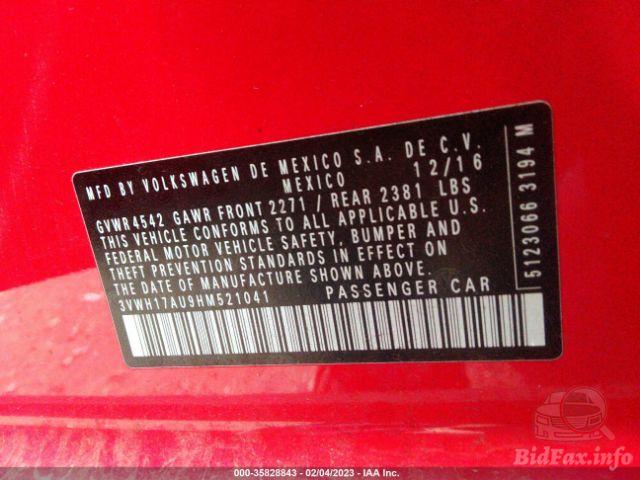 MFD BY VOLKSWAGEN DE MEXICO S.A. DE C.V.
MEXICO 12/16
GVWR 4542 GAWR FRONT 2271 / REAR 2381 LBS
THIS VEHICLE CONFORMS TO ALL APPLICABLE U.S.
FEDERAL MOTOR VEHICLE SAFETY, BUMPER AND
THEFT PREVENTION STANDARDS IN EFFECT ON
THE DATE OF MANUFACTURE SHOWN ABOVE.
3VWH17AU9HM521041 PASSENGER CAR
5123066 3194 M
BidFax.info
000-35828843 - 02/04/2023 - IAA Inc.